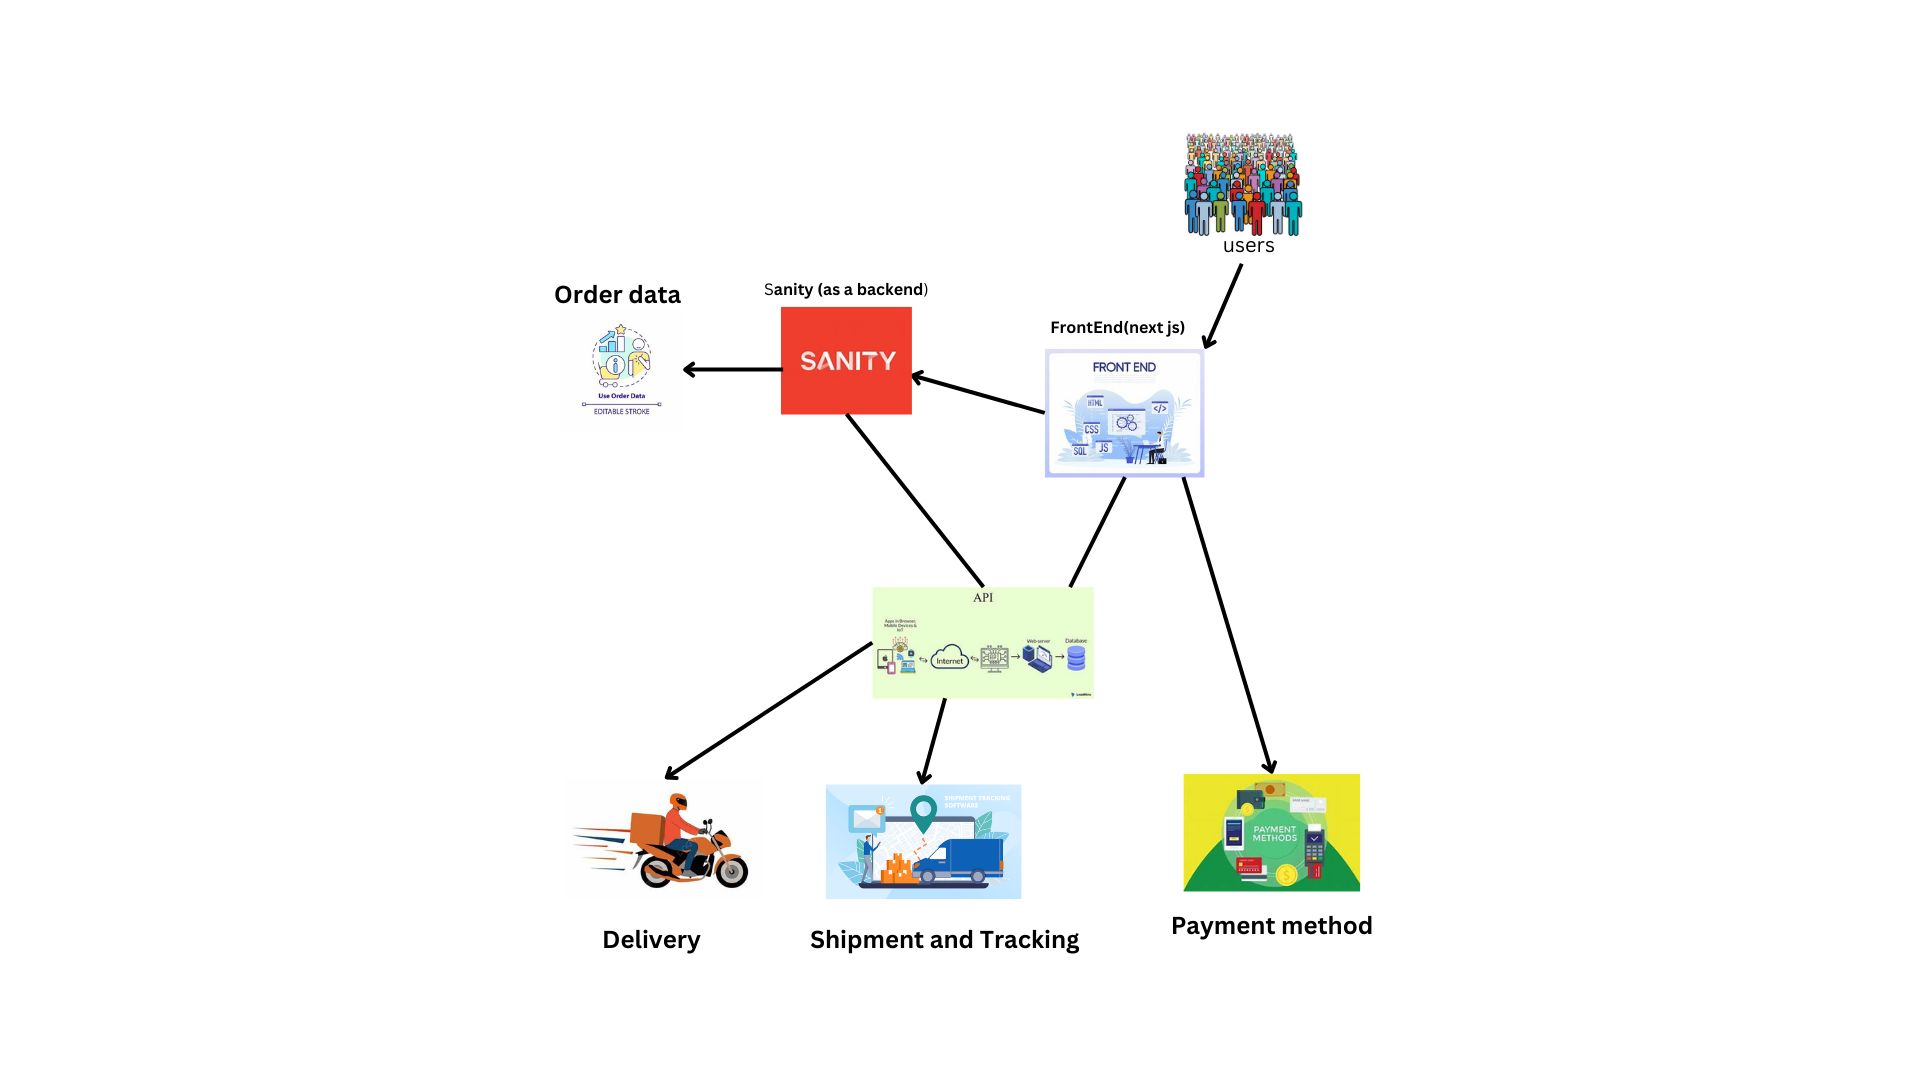 users
Order data
Sanity (as a backend)
FrontEnd(next js)
SANITY
FRONT END
HTML
</>
CSS
SQL
JS
Use Order Data
EDITABLE STROKE
API
Apps in Browser,
Mobile Devices &
IoT
Internet
Web server
Database
SHIPMENT TRACKING
SOFTWARE
1
PAYMENT
METHODS
$
Payment method
Delivery
Shipment and Tracking